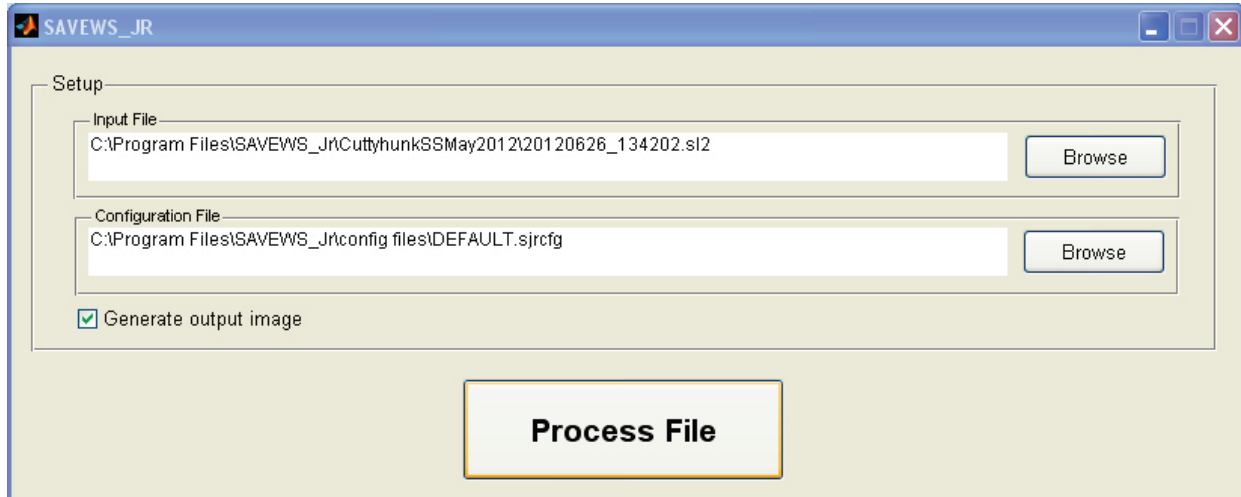 SAVEWS_JR
Setup
Input File
C:\Program Files\SAVEWS_Jr\CuttyhunkSSMay2012\20120626_134202.sl2
Browse
Configuration File
C:\Program Files\SAVEWS_Jr\config files\DEFAULT.sjrcfg
Browse
Generate output image
Process File